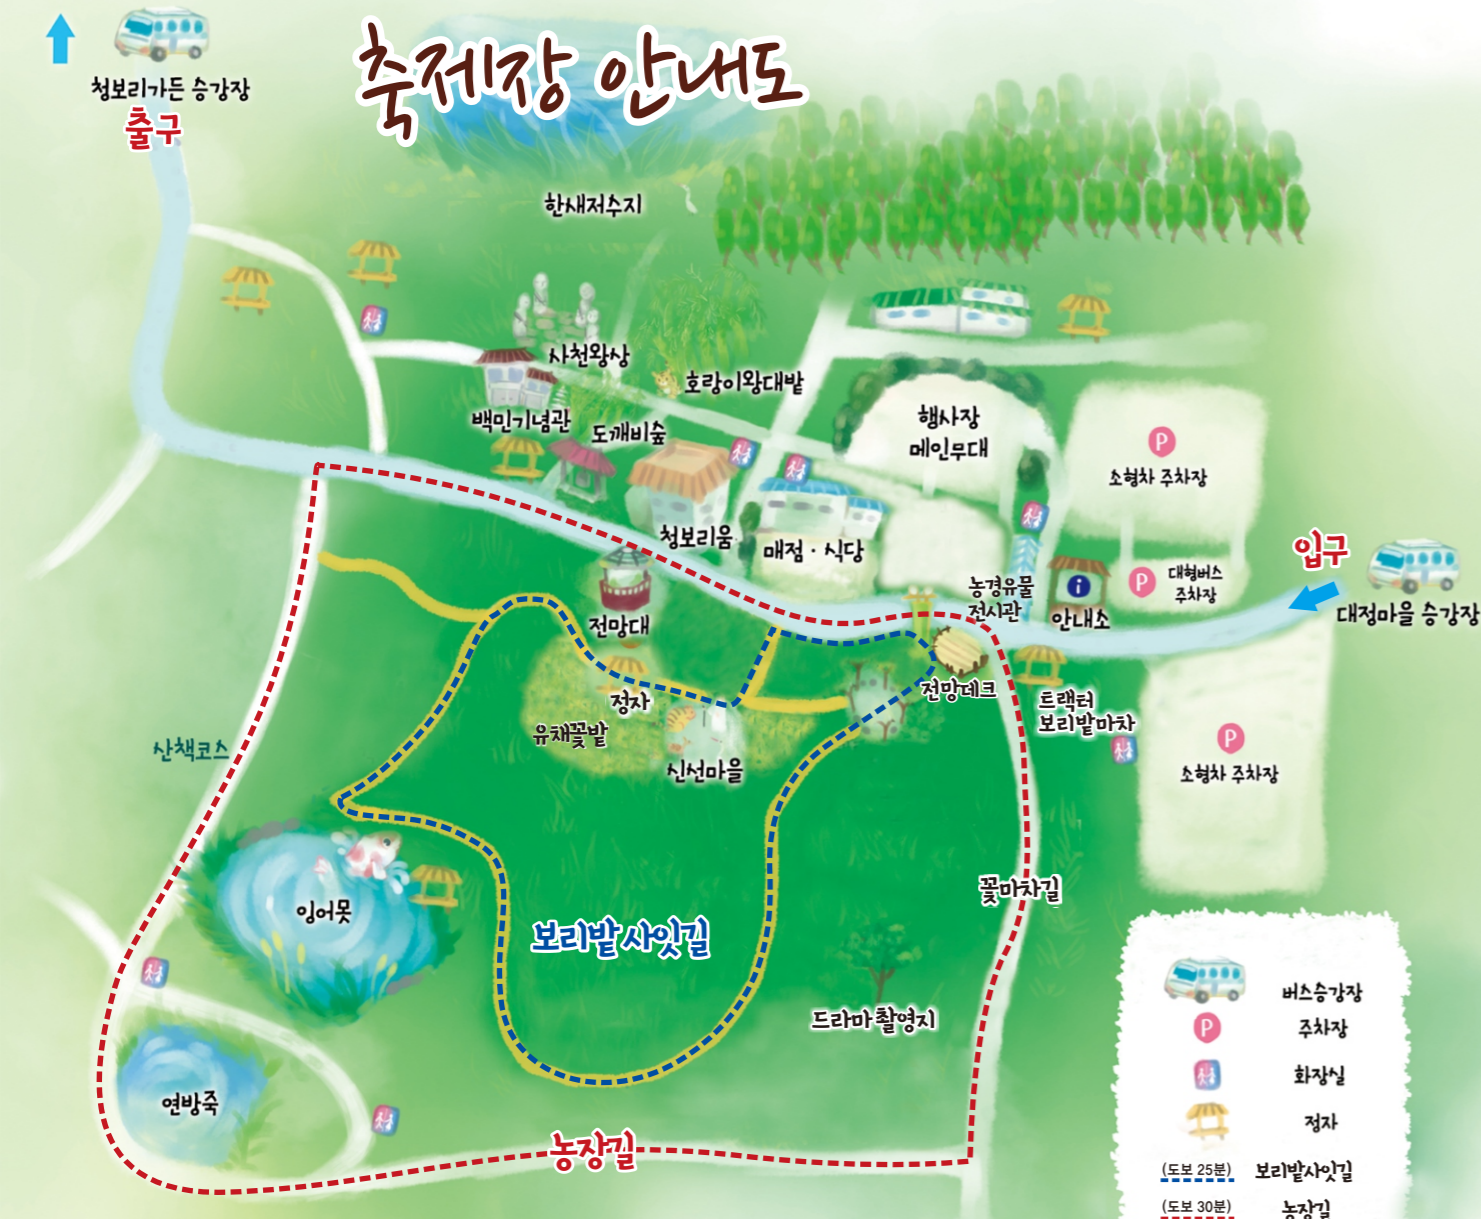 축제장 안내도
청보리가든 승강장
출구
한새저수지
사천왕상
호랑이왕대밭
백민기념관
도깨비숲
행사장
메인무대
P
소형차 주차장
청보리움
매점 · 식당
입구
P
대형버스
주차장
농경유물
전시관
i
안내소
대정마을 승강장
전망대
정자
전망데크
트랙터
보리밭마차
유채꽃밭
신선마을
산책코스
P
소형차 주차장
꽃마차길
잉어못
보리밭 사잇길
드라마 촬영지
연방죽
농장길
버스승강장
P
주차장
화장실
정자
(도보 25분)
보리밭사잇길
(도보 30분)
농장길